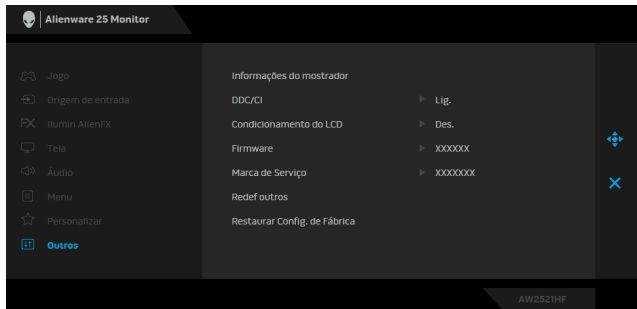 Alienware 25 Monitor
Jogo
Origem de entrada
Ilumin AlienFX
Tela
Áudio
Menu
Personalizar
Outros
Informações do mostrador
DDC/CI Lig.
Condicionamento do LCD Des.
Firmware XXXXXX
Marca de Serviço XXXXXXX
Redef outros
Restaurar Config. de Fábrica
AW2521HF